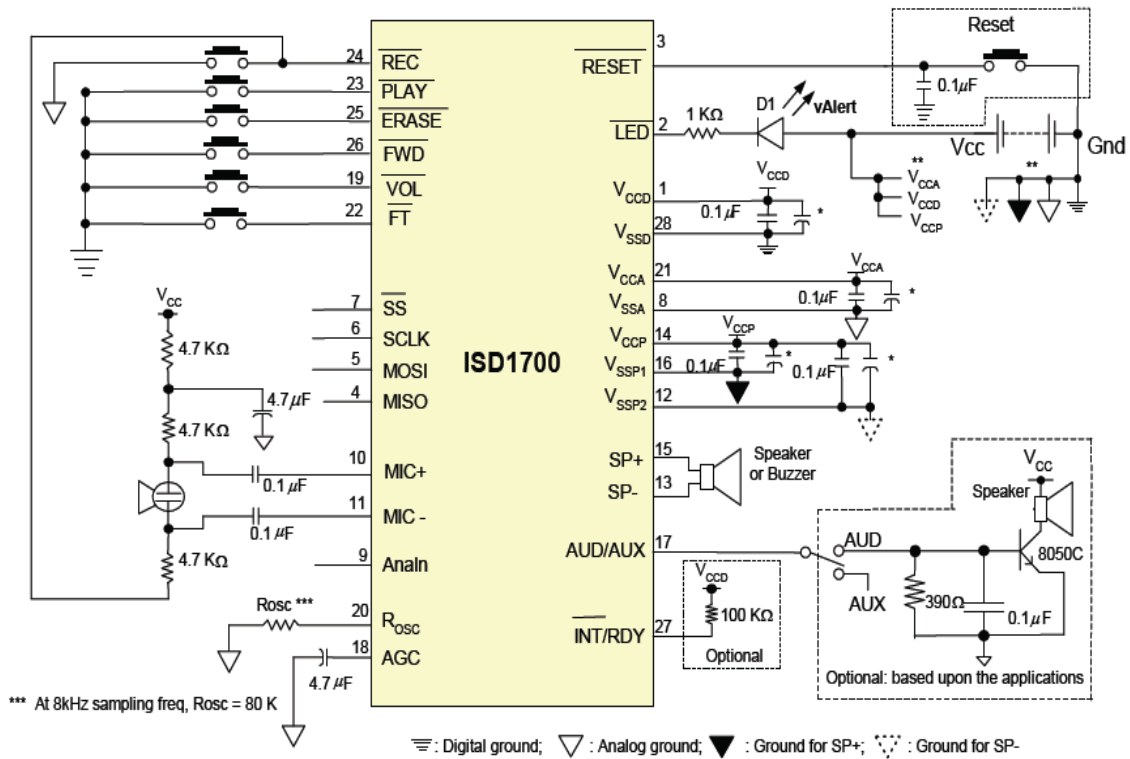 Reset
3
RESET
0.1µF
24
REC
23
PLAY
25
ERASE
26
FWD
19
VOL
22
FT
D1
vAlert
1 KΩ
LED
2
Vcc
Gnd
**
VCCA
VCCD
VCCP
**
VCCD
VCCD
1
0.1µF
*
VSSD
28
VCCA
VCCA
21
0.1µF
*
VSSA
8
VCCP
VCCP
14
0.1µF
*
0.1µF
*
VSSP1
16
VSSP2
12
7
SS
6
SCLK
5
MOSI
4
MISO
ISD1700
VCC
4.7 KΩ
4.7µF
4.7 KΩ
10
MIC+
0.1µF
11
MIC -
0.1µF
4.7 KΩ
9
AnaIn
Rosc ***
20
ROSC
18
AGC
4.7µF
SP+
15
SP-
13
Speaker
or Buzzer
AUD/AUX
17
AUD
AUX
VCC
Speaker
8050C
390Ω
0.1µF
Optional: based upon the applications
VCCD
100 KΩ
INT/RDY
27
Optional
*** At 8kHz sampling freq, Rosc = 80 K
: Digital ground; : Analog ground; : Ground for SP+; : Ground for SP-